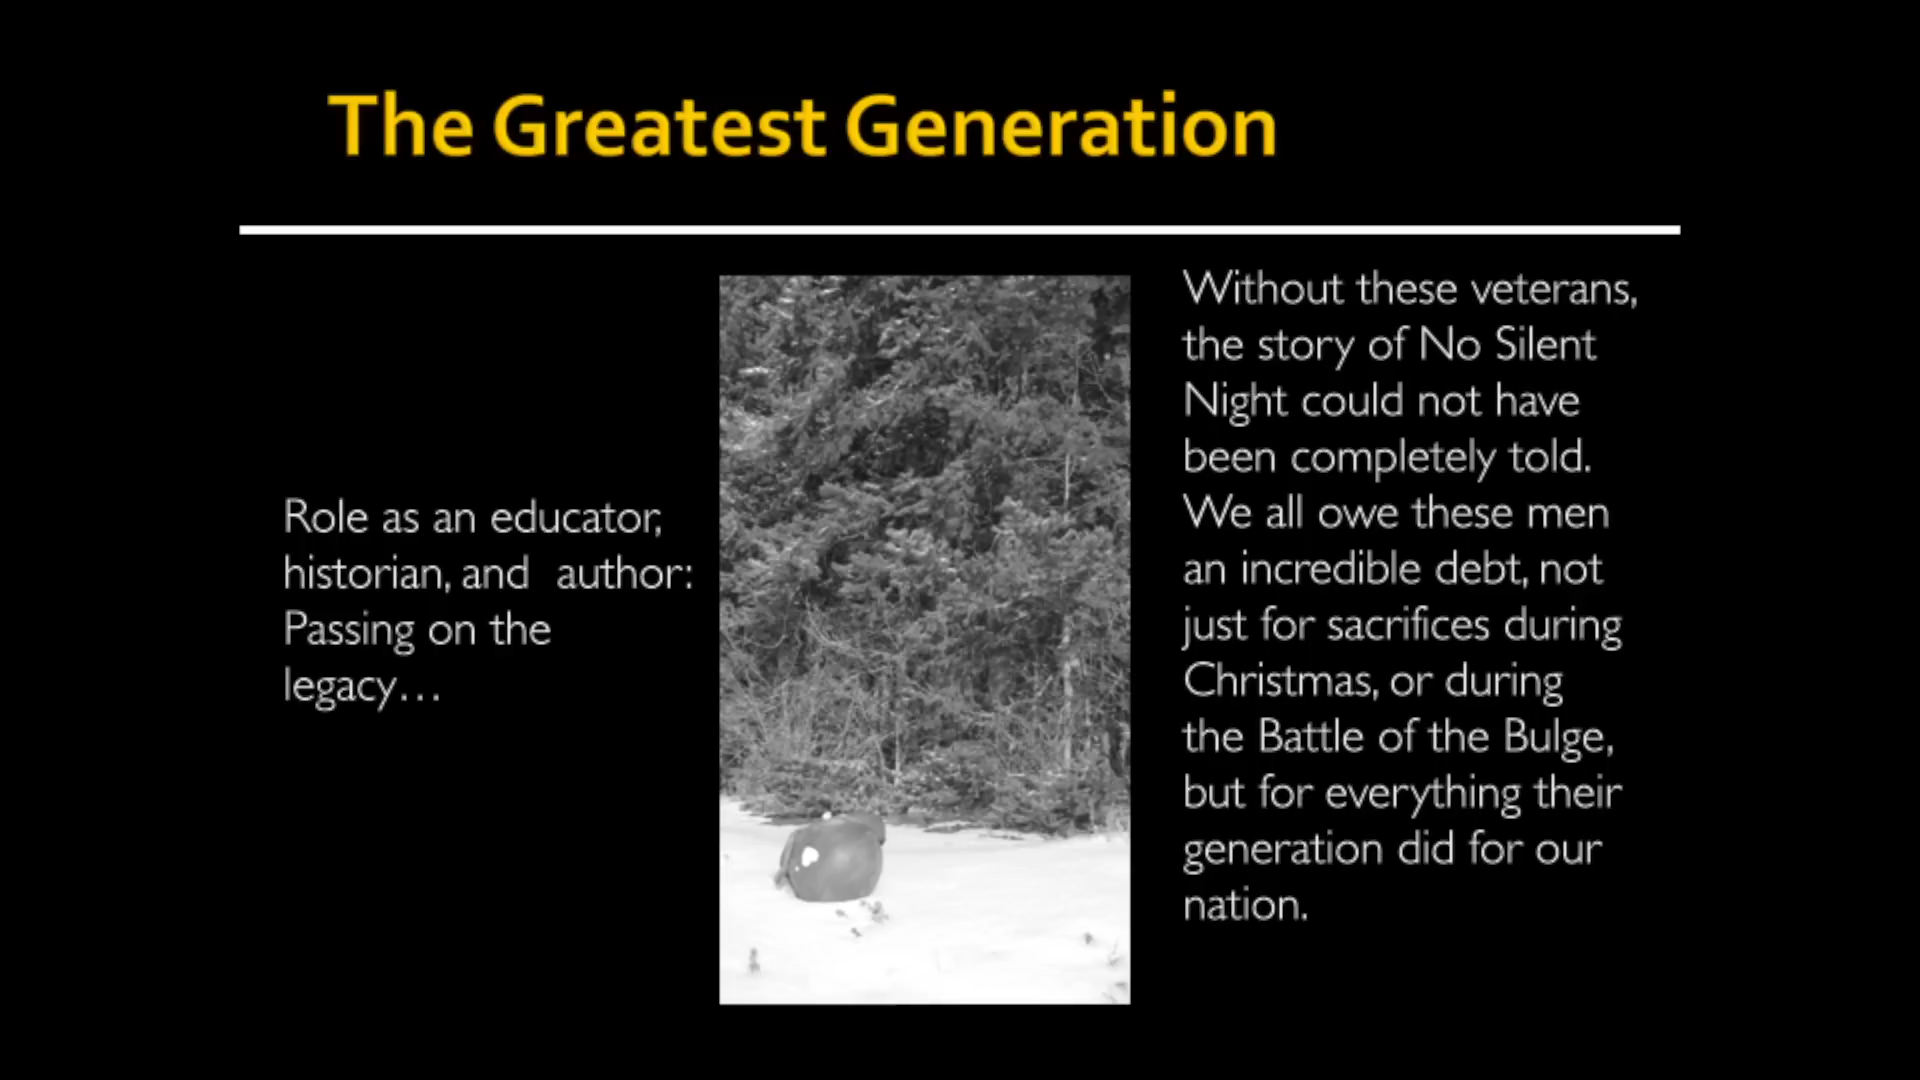 The Greatest Generation
Role as an educator,
historian, and  author:
Passing on the
legacy…
Without these veterans,
the story of No Silent
Night could not have
been completely told.
We all owe these men
an incredible debt, not
just for sacrifices during
Christmas, or during
the Battle of the Bulge,
but for everything their
generation did for our
nation.